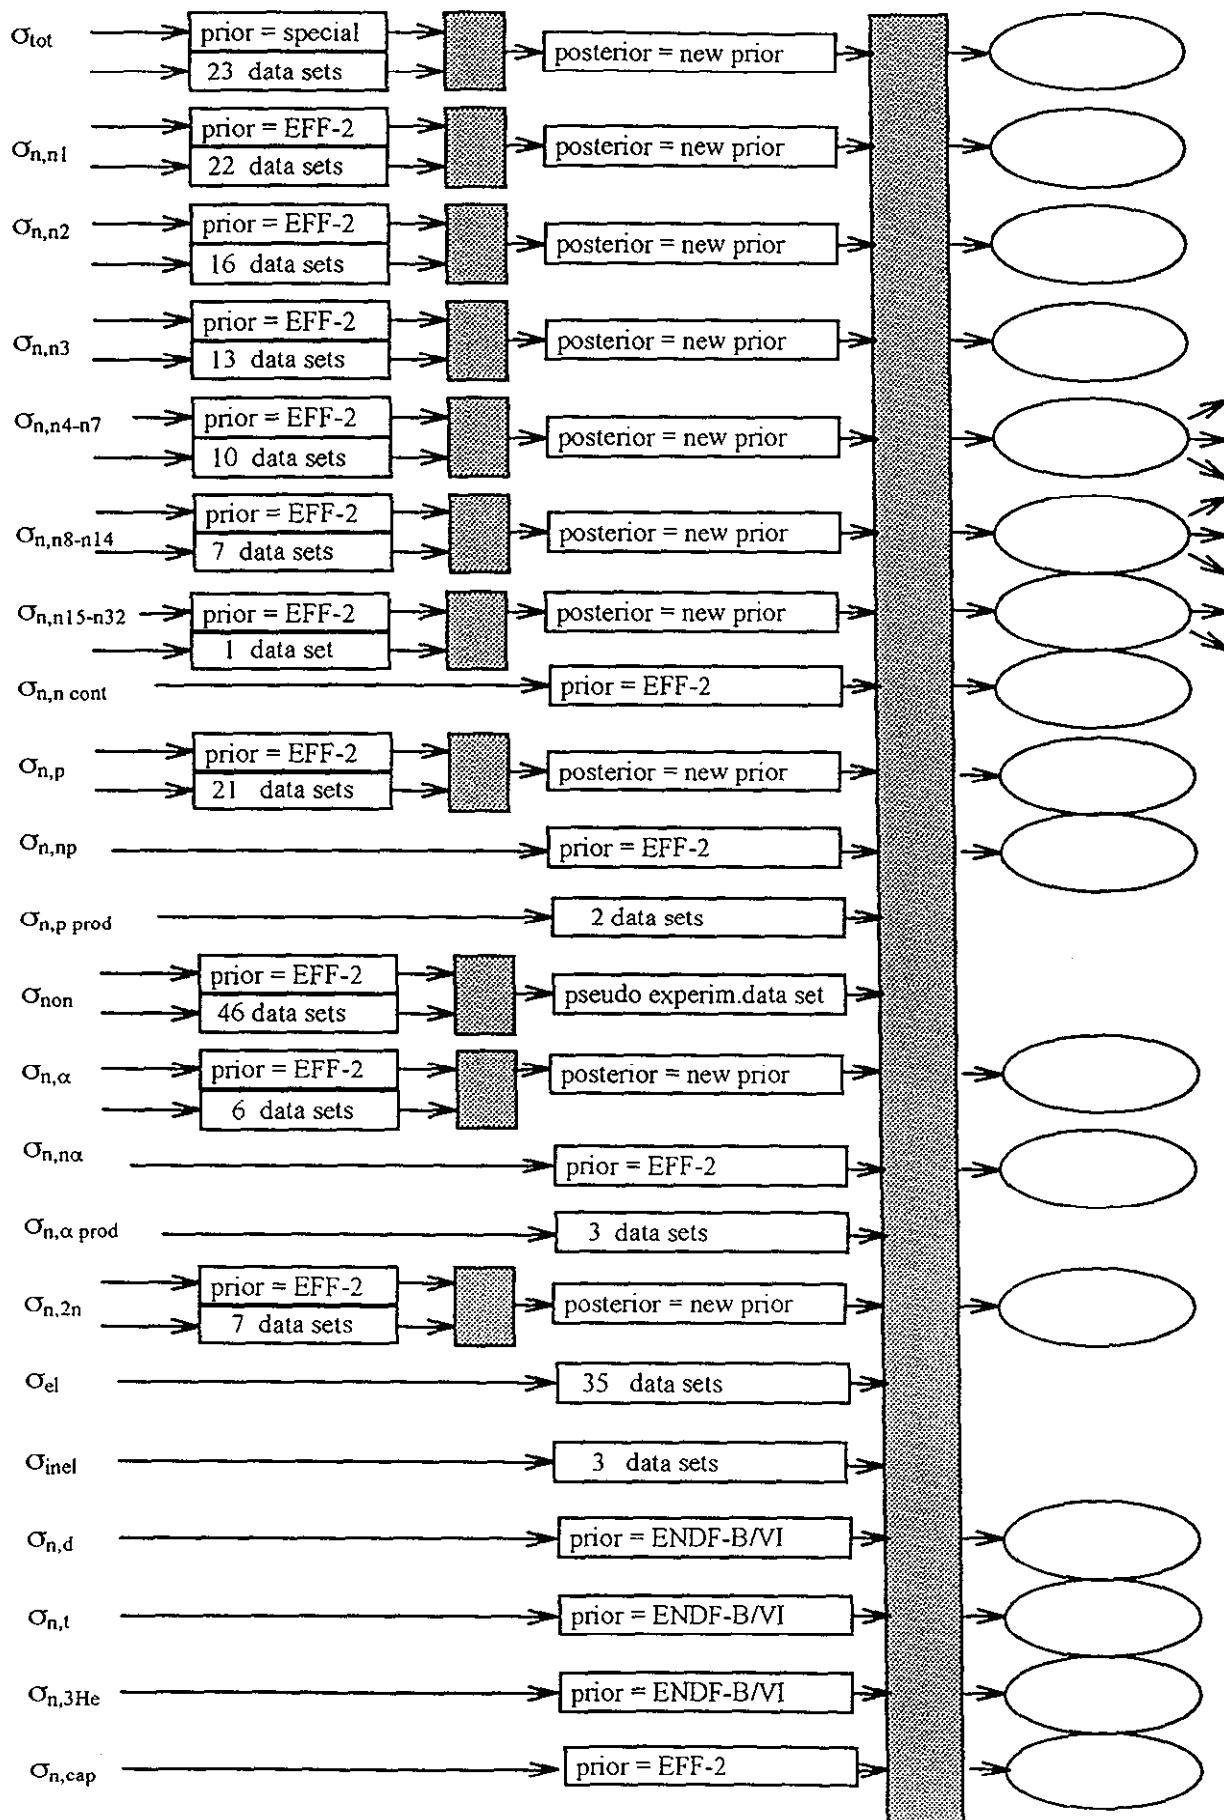 σtot
prior = special
23 data sets
posterior = new prior
σn,n1
prior = EFF-2
22 data sets
posterior = new prior
σn,n2
prior = EFF-2
16 data sets
posterior = new prior
σn,n3
prior = EFF-2
13 data sets
posterior = new prior
σn,n4-n7
prior = EFF-2
10 data sets
posterior = new prior
σn,n8-n14
prior = EFF-2
7 data sets
posterior = new prior
σn,n15-n32
prior = EFF-2
1 data set
posterior = new prior
σn,n cont
prior = EFF-2
σn,p
prior = EFF-2
21 data sets
posterior = new prior
σn,np
prior = EFF-2
σn,p prod
2 data sets
σnon
prior = EFF-2
46 data sets
pseudo experim.data set
σn,α
prior = EFF-2
6 data sets
posterior = new prior
σn,nα
prior = EFF-2
σn,α prod
3 data sets
σn,2n
prior = EFF-2
7 data sets
posterior = new prior
σel
35 data sets
σinel
3 data sets
σn,d
prior = ENDF-B/VI
σn,t
prior = ENDF-B/VI
σn,3He
prior = ENDF-B/VI
σn,cap
prior = EFF-2